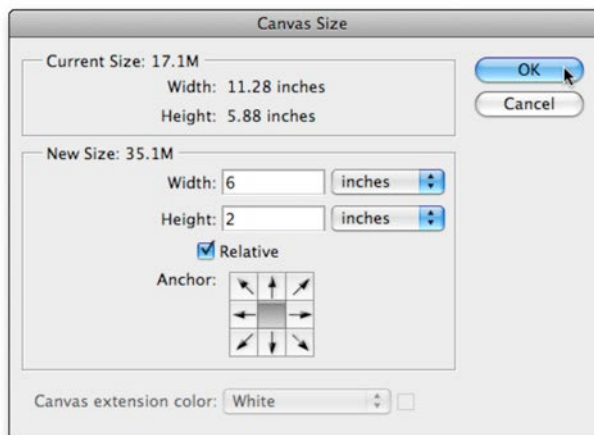 Canvas Size
Current Size: 17.1M
Width: 11.28 inches
Height: 5.88 inches
OK
Cancel
New Size: 35.1M
Width: 6 inches
Height: 2 inches
Relative
Anchor:
Canvas extension color: White